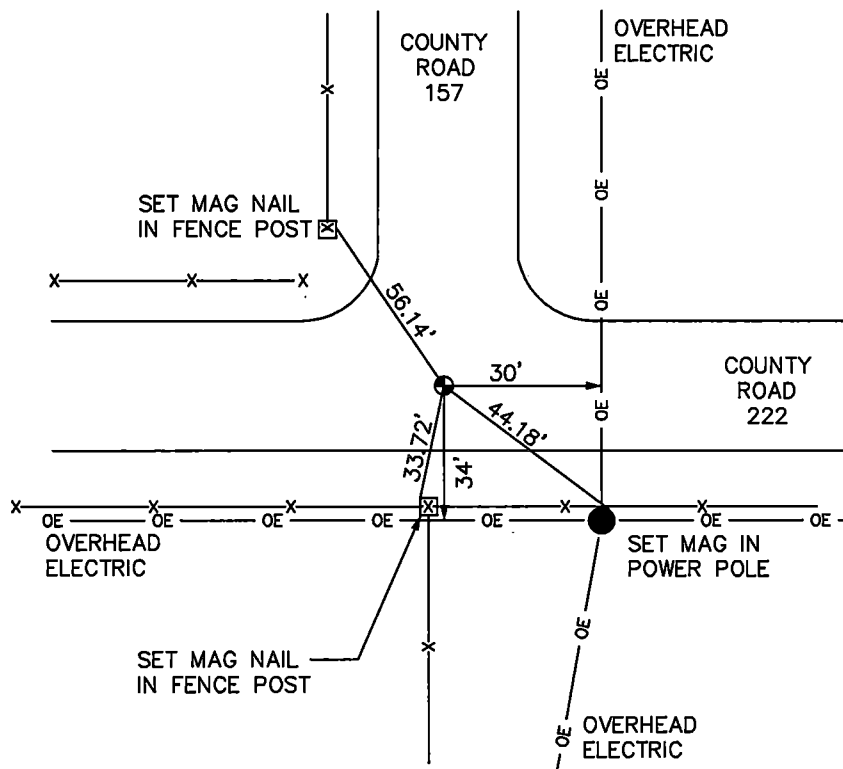 COUNTY
ROAD
157
OVERHEAD
ELECTRIC
X
OE
OE
SET MAG NAIL
IN FENCE POST
X
X
X
X
OE
56.14'
30'
COUNTY
ROAD
222
OE
44.18'
33.72'
34'
X
X
X
X
X
X
OE
OE
OE
OE
OE
OE
OE
OE
OVERHEAD
ELECTRIC
SET MAG IN
POWER POLE
OE
X
SET MAG NAIL
IN FENCE POST
OE
OVERHEAD
ELECTRIC